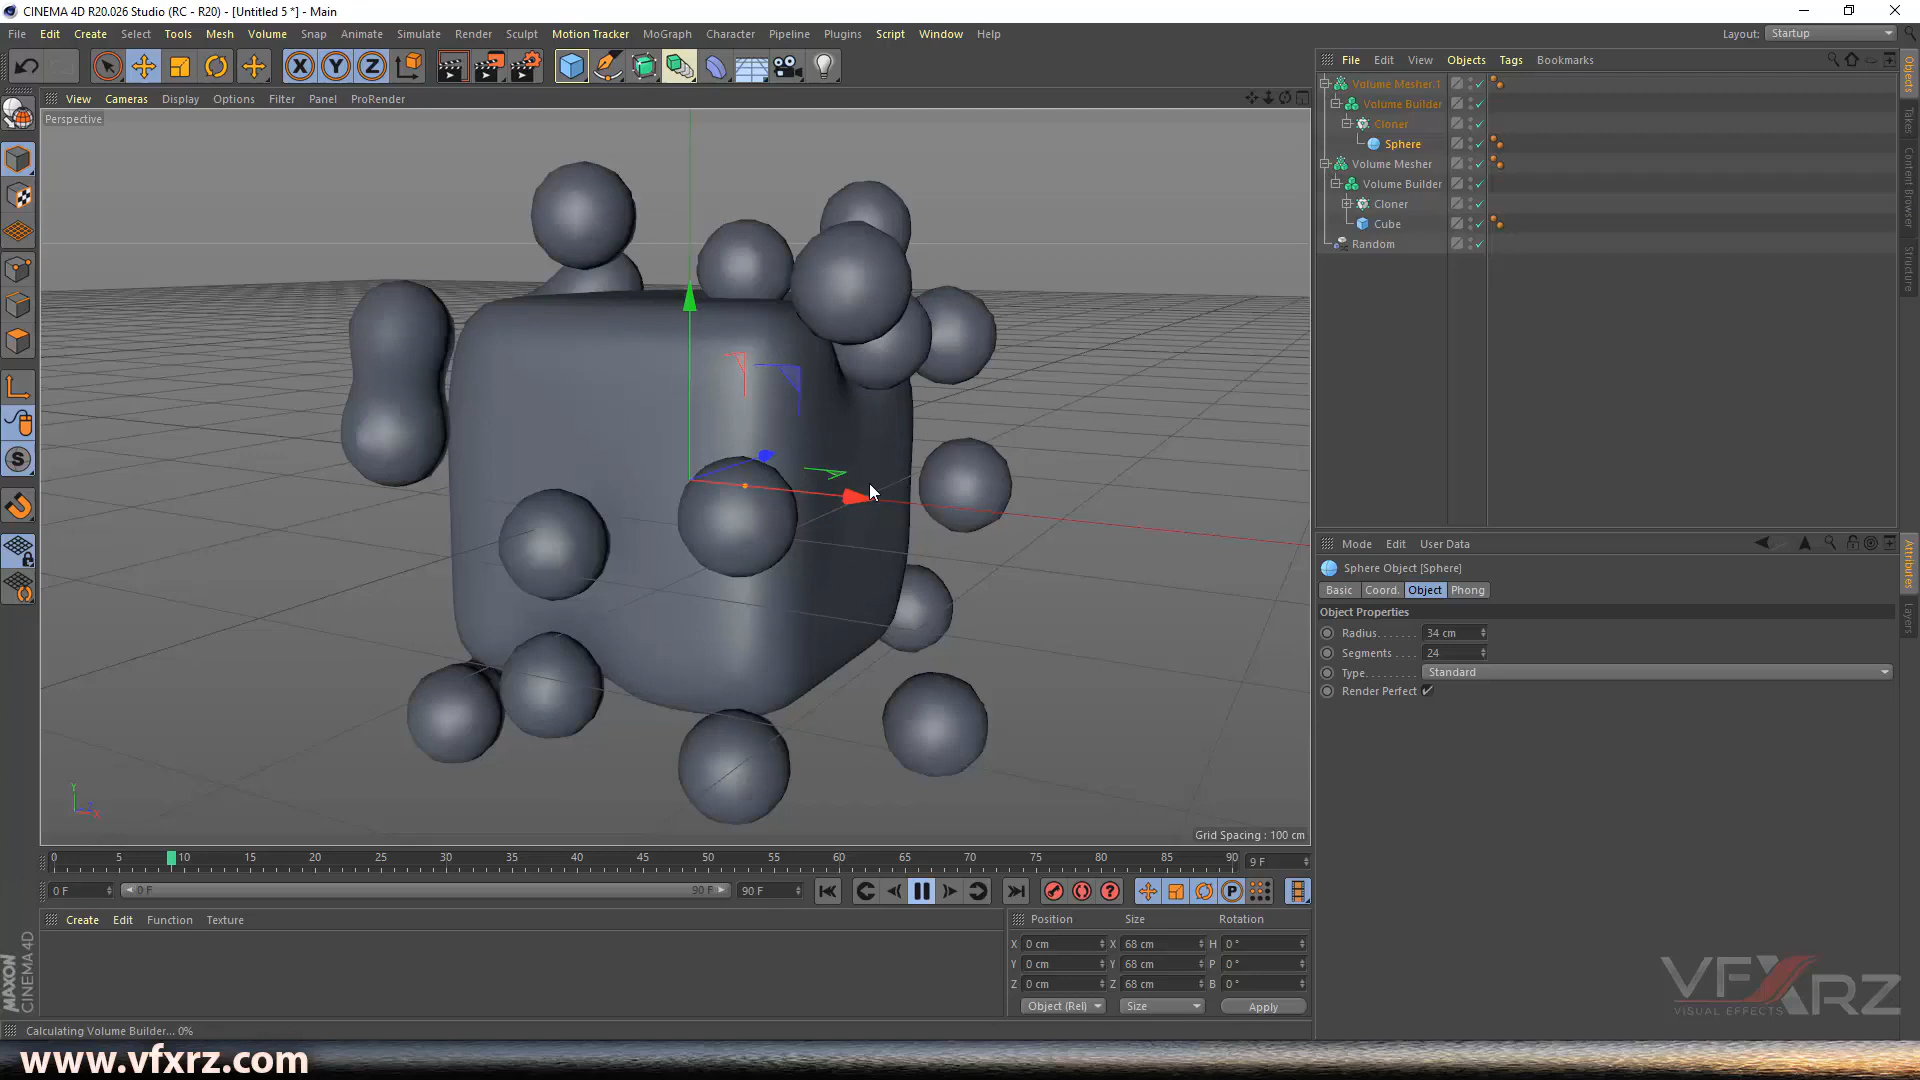 CINEMA 4D R20.026 Studio (RC - R20) - [Untitled 5 *] - Main
File Edit Create Select Tools Mesh Volume Snap Animate Simulate Render Sculpt Motion Tracker MoGraph Character Pipeline Plugins Script Window Help Layout: Startup
View Cameras Display Options Filter Panel ProRender
Perspective
File Edit View Objects Tags Bookmarks
Volume Mesher.1
Volume Builder
Cloner
Sphere
Volume Mesher
Volume Builder
Cloner
Cube
Random
Objects
Takes
Content Browser
Structure
Mode Edit User Data
Sphere Object [Sphere]
Basic Coord. Object Phong
Object Properties
Radius 34 cm
Segments 24
Type Standard
Render Perfect
Attributes
Layers
Y
Z
X
Grid Spacing : 100 cm
0 5 10 15 20 25 30 35 40 45 50 55 60 65 70 75 80 85 90 9 F
0 F 0 F 90 F 90 F
Create Edit Function Texture
Position Size Rotation
X 0 cm X 68 cm H 0 °
Y 0 cm Y 68 cm P 0 °
Z 0 cm Z 68 cm B 0 °
Object (Rel) Size Apply
MAXON
CINEMA 4D
Calculating Volume Builder... 0%
VFXRZ
VISUAL EFFECTS
www.vfxrz.com